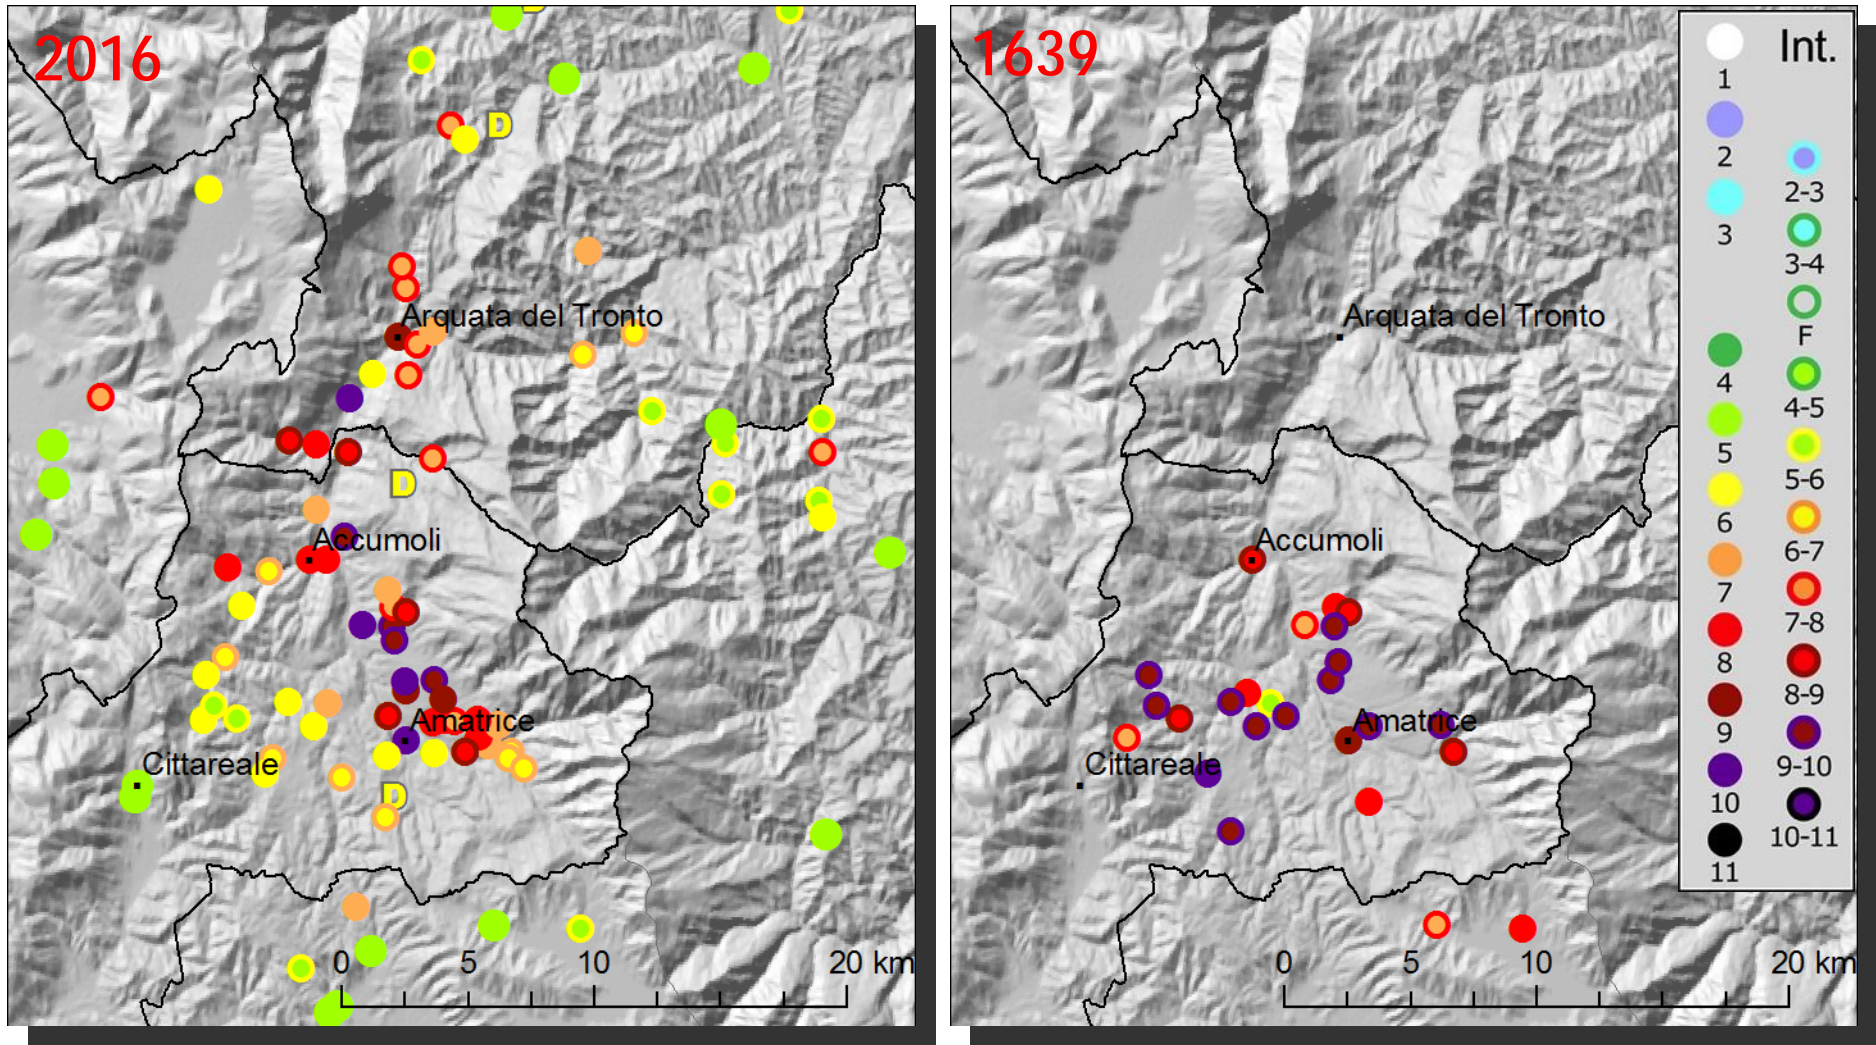 2016
D
D
Arquata del Tronto
D
Accumoli
Amatrice
Cittareale
D
0 5 10 20 km
1639
Arquata del Tronto
Accumoli
Amatrice
Cittareale
0 5 10 20 km
Int.
1
2
2-3
3
3-4
F
4
4-5
5
5-6
6
6-7
7
7-8
8
8-9
9
9-10
10
10-11
11